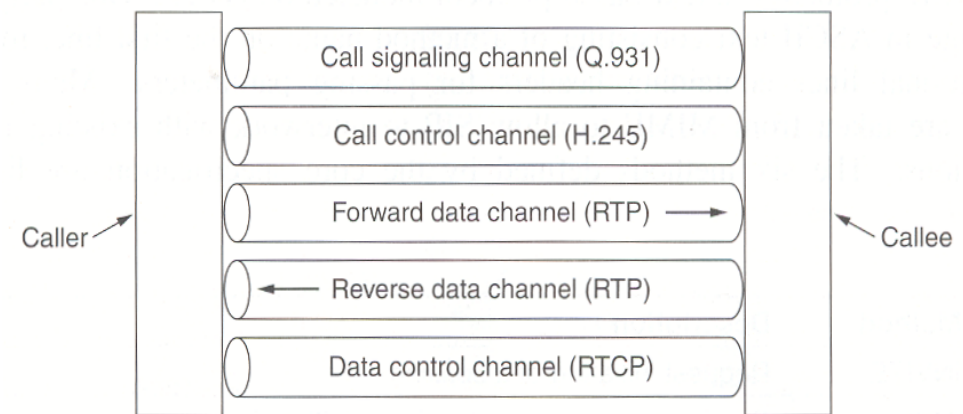 Call signaling channel (Q.931)
Call control channel (H.245)
Forward data channel (RTP)
Caller
Callee
Reverse data channel (RTP)
Data control channel (RTCP)